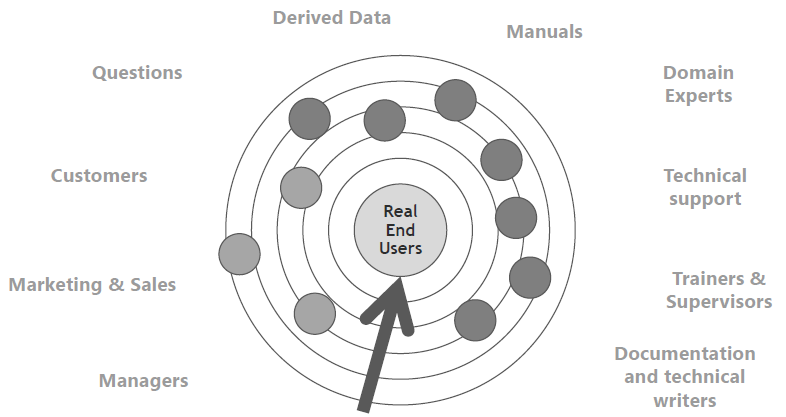 Derived Data
Manuals
Questions
Domain
Experts
Customers
Technical
support
Real
End
Users
Marketing & Sales
Trainers &
Supervisors
Managers
Documentation
and technical
writers